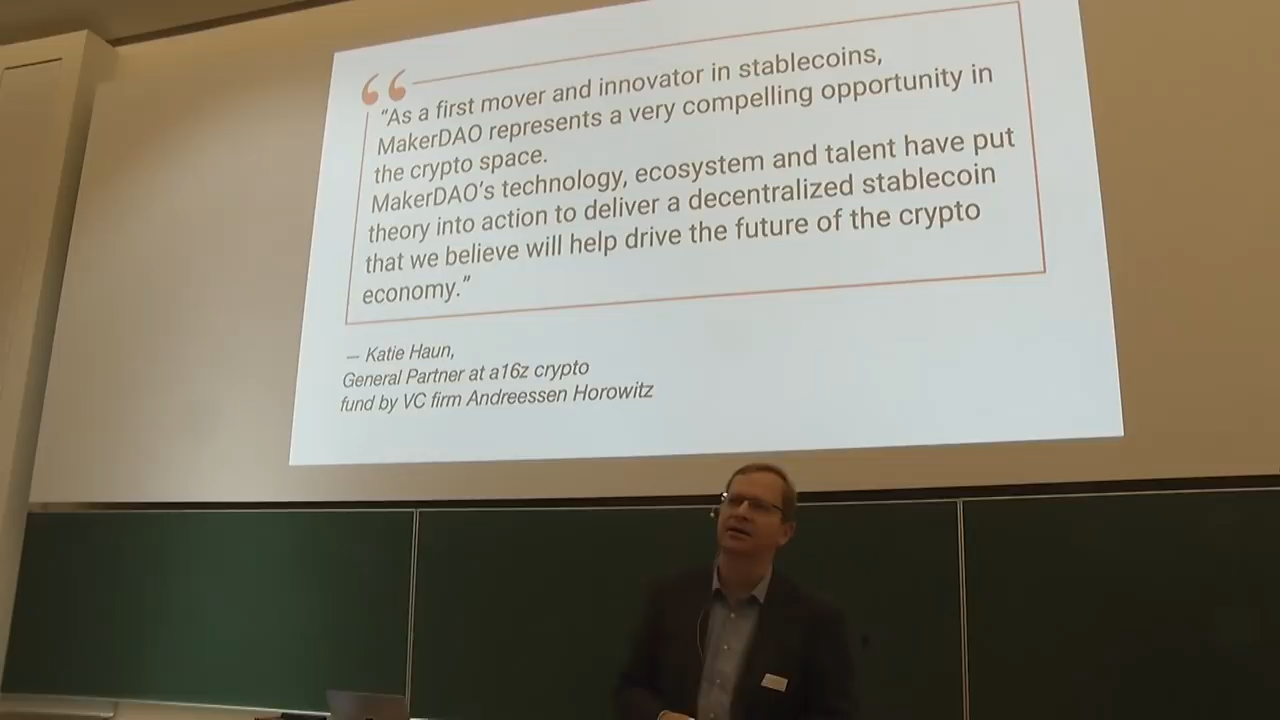 “As a first mover and innovator in stablecoins,
MakerDAO represents a very compelling opportunity in
the crypto space.
MakerDAO’s technology, ecosystem and talent have put
theory into action to deliver a decentralized stablecoin
that we believe will help drive the future of the crypto
economy.”
— Katie Haun,
General Partner at a16z crypto
fund by VC firm Andreessen Horowitz